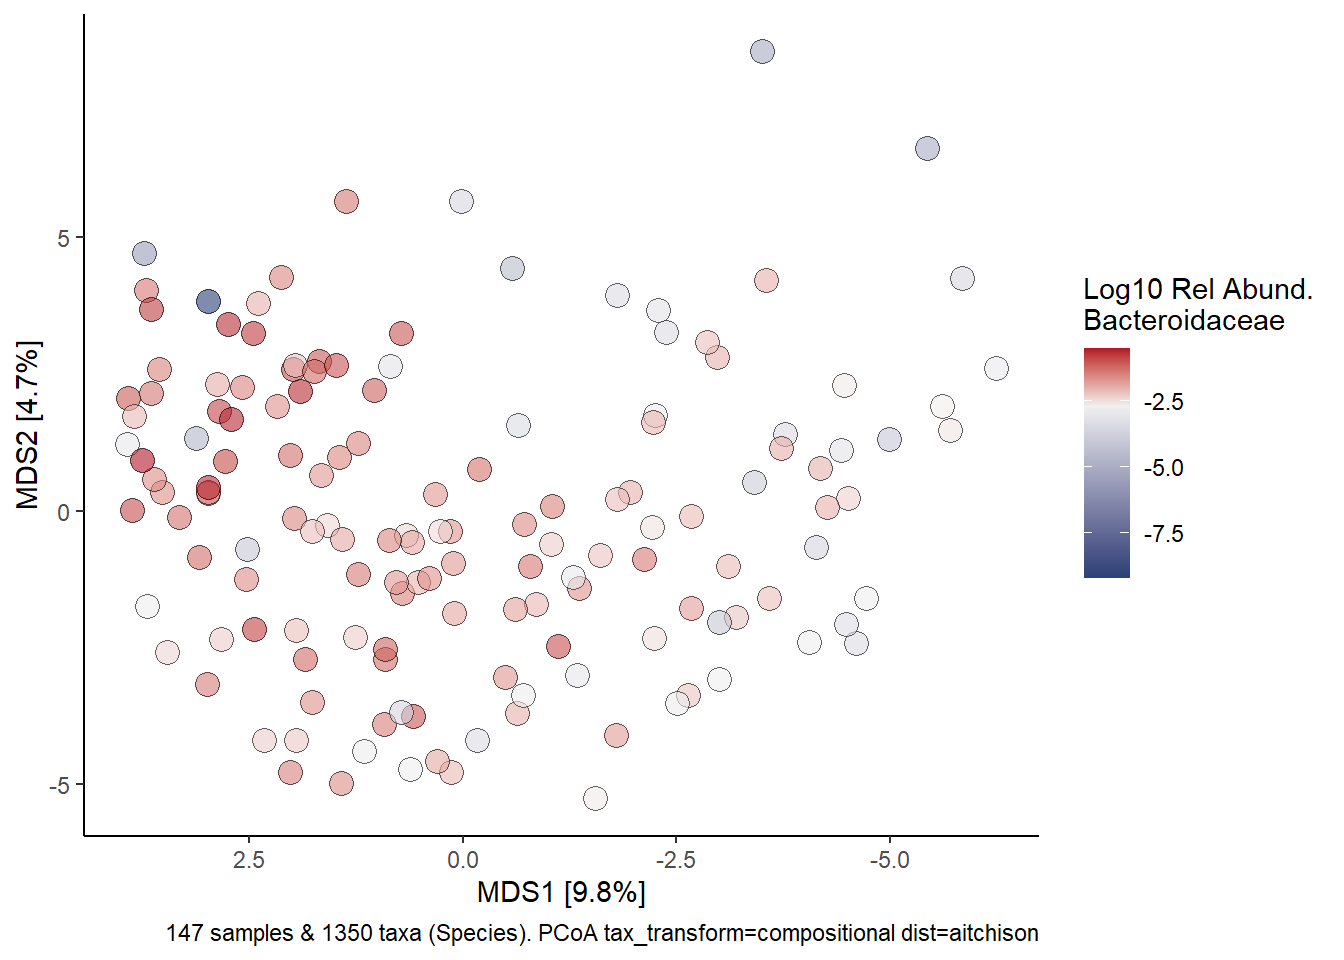 5
0
-5
MDS2 [4.7%]
2.5
0.0
-2.5
-5.0
MDS1 [9.8%]
147 samples & 1350 taxa (Species). PCoA tax_transform=compositional dist=aitchison
Log10 Rel Abund.
Bacteroidaceae
-2.5
-5.0
-7.5